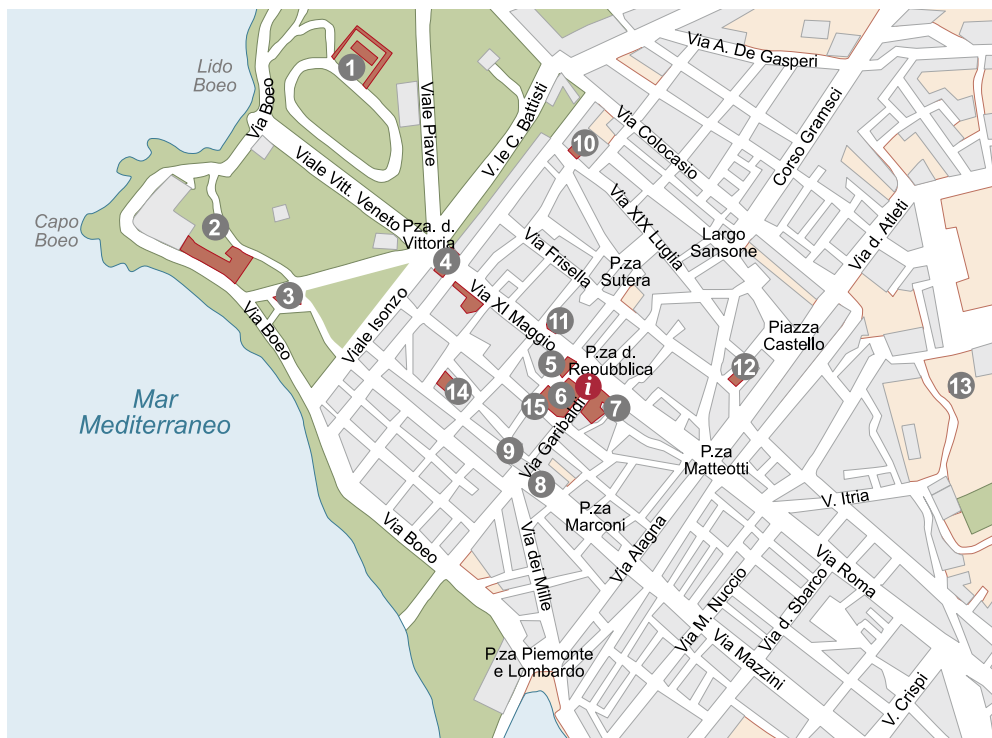 Via A. De Gasperi
Lido
Boeo
1
Via Boeo
Viale Piave
V. le C. Battisti
Via Colocasio
Corso Gramsci
10
Viale Vitt. Veneto
Via XIX Luglia
Capo
Boeo
2
Pza. d.
Vittoria
4
Via Frisella
P.za
Sutera
Largo
Sansone
Via d. Atleti
3
Via Boeo
Viale Isonzo
Via XI Maggio
11
Piazza
Castello
5
P.za d.
Repubblica
12
13
14
15
6
i
7
Mar
Mediterraneo
Via Garibaldi
9
8
P.za
Matteotti
V. Itria
P.za
Marconi
Via Boeo
Via dei Mille
Via Alagna
Via M. Nuccio
Via d. Sbarco
Via Roma
Via Mazzini
P.za Piemonte
e Lombardo
V. Crispi